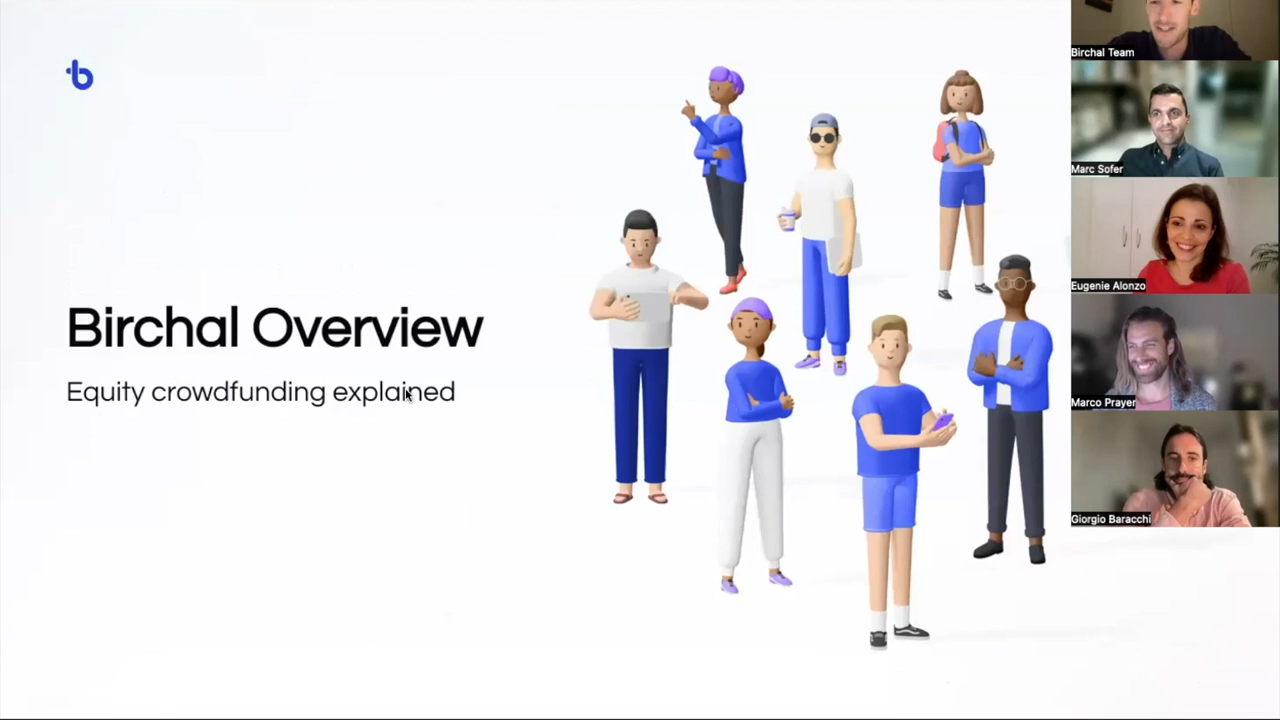 Birchal Overview
Equity crowdfunding explained
Birchal Team
Marc Sofer
Eugenie Alonzo
Marco Prayer
Giorgio Baracchi